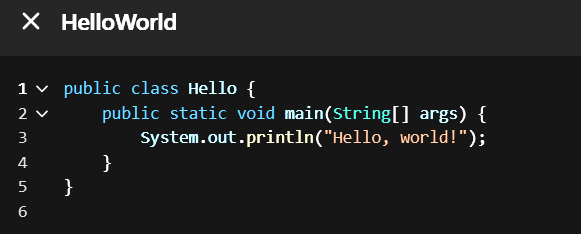 HelloWorld
1 public class Hello {
2     public static void main(String[] args) {
3         System.out.println("Hello, world!");
4     }
5 }
6